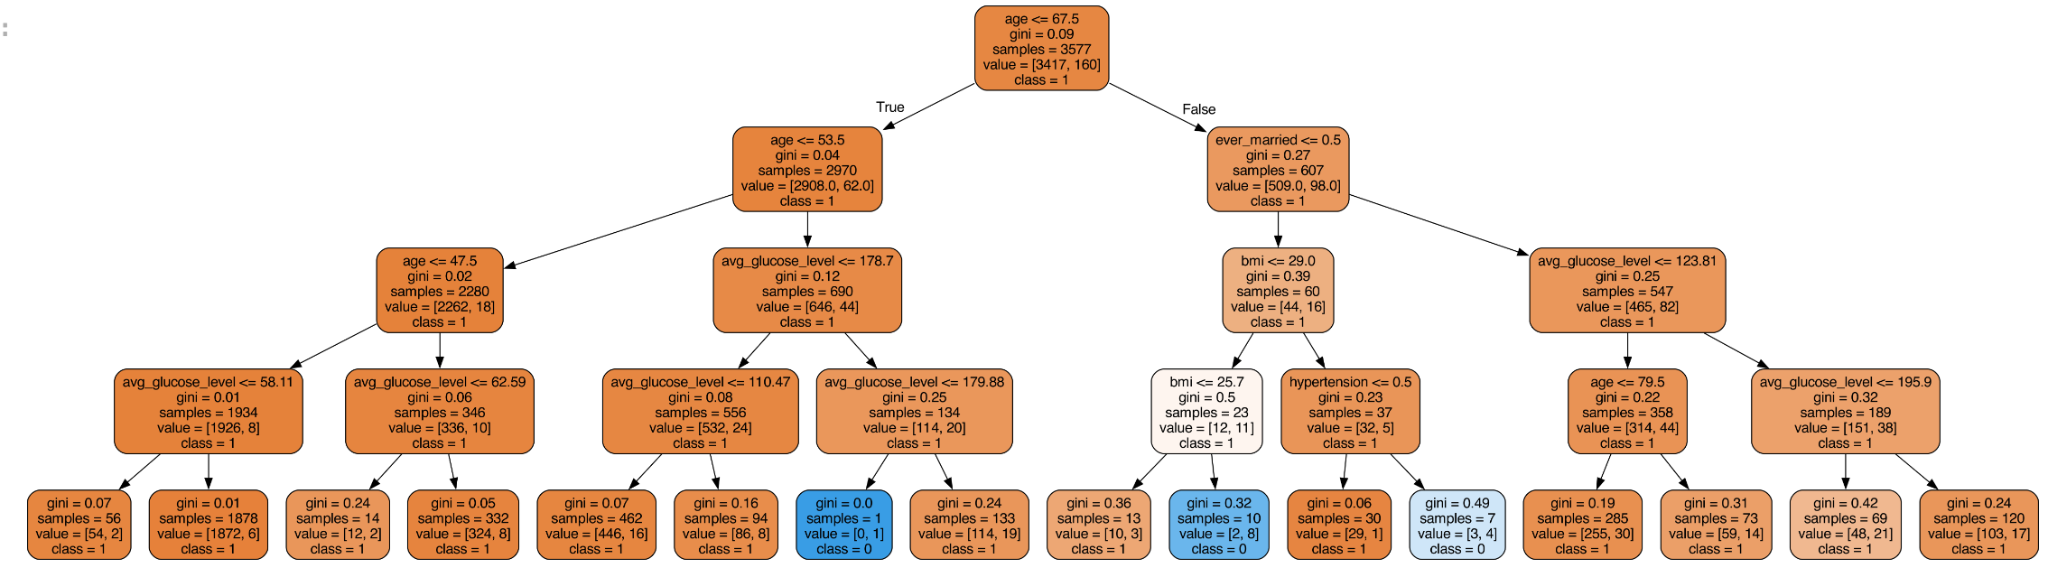 :
age <= 67.5
gini = 0.09
samples = 3577
value = [3417, 160]
class = 1
True
False
age <= 53.5
gini = 0.04
samples = 2970
value = [2908.0, 62.0]
class = 1
ever_married <= 0.5
gini = 0.27
samples = 607
value = [509.0, 98.0]
class = 1
age <= 47.5
gini = 0.02
samples = 2280
value = [2262, 18]
class = 1
avg_glucose_level <= 178.7
gini = 0.12
samples = 690
value = [646, 44]
class = 1
bmi <= 29.0
gini = 0.39
samples = 60
value = [44, 16]
class = 1
avg_glucose_level <= 123.81
gini = 0.25
samples = 547
value = [465, 82]
class = 1
avg_glucose_level <= 58.11
gini = 0.01
samples = 1934
value = [1926, 8]
class = 1
avg_glucose_level <= 62.59
gini = 0.06
samples = 346
value = [336, 10]
class = 1
avg_glucose_level <= 110.47
gini = 0.08
samples = 556
value = [532, 24]
class = 1
avg_glucose_level <= 179.88
gini = 0.25
samples = 134
value = [114, 20]
class = 1
bmi <= 25.7
gini = 0.5
samples = 23
value = [12, 11]
class = 1
hypertension <= 0.5
gini = 0.23
samples = 37
value = [32, 5]
class = 1
age <= 79.5
gini = 0.22
samples = 358
value = [314, 44]
class = 1
avg_glucose_level <= 195.9
gini = 0.32
samples = 189
value = [151, 38]
class = 1
gini = 0.07
samples = 56
value = [54, 2]
class = 1
gini = 0.01
samples = 1878
value = [1872, 6]
class = 1
gini = 0.24
samples = 14
value = [12, 2]
class = 1
gini = 0.05
samples = 332
value = [324, 8]
class = 1
gini = 0.07
samples = 462
value = [446, 16]
class = 1
gini = 0.16
samples = 94
value = [86, 8]
class = 1
gini = 0.0
samples = 1
value = [0, 1]
class = 0
gini = 0.24
samples = 133
value = [114, 19]
class = 1
gini = 0.36
samples = 13
value = [10, 3]
class = 1
gini = 0.32
samples = 10
value = [2, 8]
class = 0
gini = 0.06
samples = 30
value = [29, 1]
class = 1
gini = 0.49
samples = 7
value = [3, 4]
class = 0
gini = 0.19
samples = 285
value = [255, 30]
class = 1
gini = 0.31
samples = 73
value = [59, 14]
class = 1
gini = 0.42
samples = 69
value = [48, 21]
class = 1
gini = 0.24
samples = 120
value = [103, 17]
class = 1